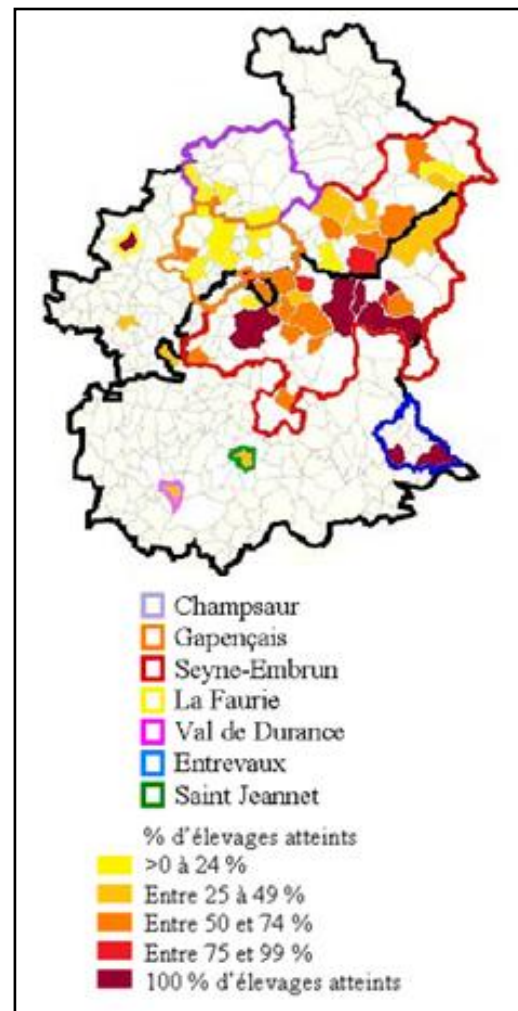 Champsaur
Gapençais
Seyne-Embrun
La Faurie
Val de Durance
Entrevaux
Saint Jeannet
% d'élevages atteints
>0 à 24 %
Entre 25 à 49 %
Entre 50 et 74 %
Entre 75 et 99 %
100 % d'élevages atteints